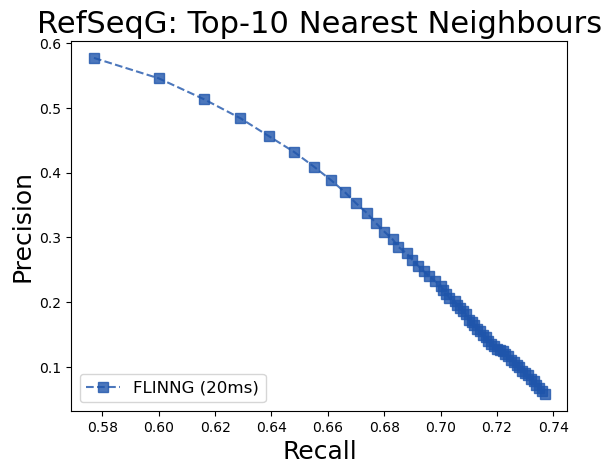 RefSeqG: Top-10 Nearest Neighbours
0.6
0.5
0.4
0.3
0.2
0.1
Precision
FLINNG (20ms)
0.58 0.60 0.62 0.64 0.66 0.68 0.70 0.72 0.74
Recall